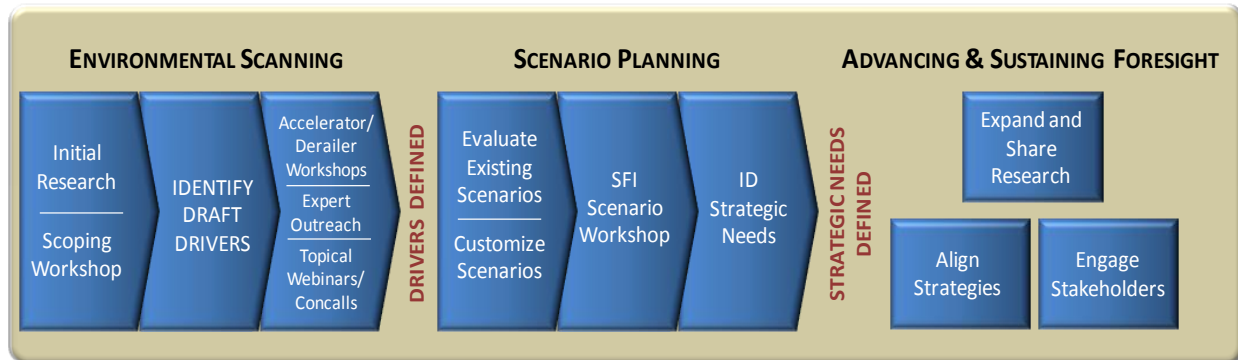 ENVIRONMENTAL SCANNING
Initial
Research
Scoping
Workshop
IDENTIFY
DRAFT
DRIVERS
Accelerator/
Derailer
Workshops
Expert
Outreach
Topical
Webinars/
Concalls
DRIVERS DEFINED
SCENARIO PLANNING
Evaluate
Existing
Scenarios
Customize
Scenarios
SFI
Scenario
Workshop
ID
Strategic
Needs
STRATEGIC NEEDS
DEFINED
ADVANCING & SUSTAINING FORESIGHT
Expand and
Share
Research
Align
Strategies
Engage
Stakeholders